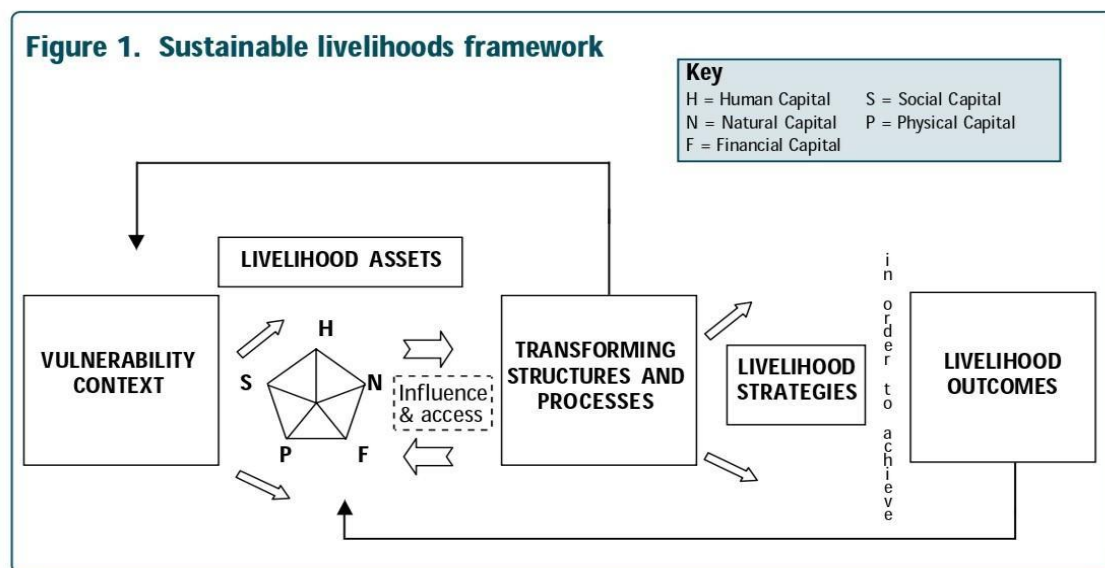 Figure 1. Sustainable livelihoods framework
Key
H = Human Capital S = Social Capital
N = Natural Capital P = Physical Capital
F = Financial Capital
LIVELIHOOD ASSETS
VULNERABILITY
CONTEXT
H
S
N
P
F
Influence
& access
TRANSFORMING
STRUCTURES AND
PROCESSES
LIVELIHOOD
STRATEGIES
in order to achieve
LIVELIHOOD
OUTCOMES